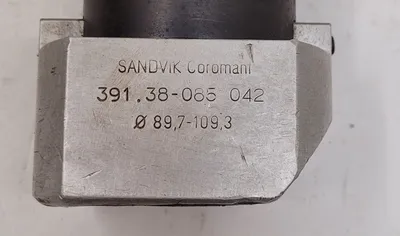 SANDVIK Coromant
391.38-085 042
Ø 89,7-109,3